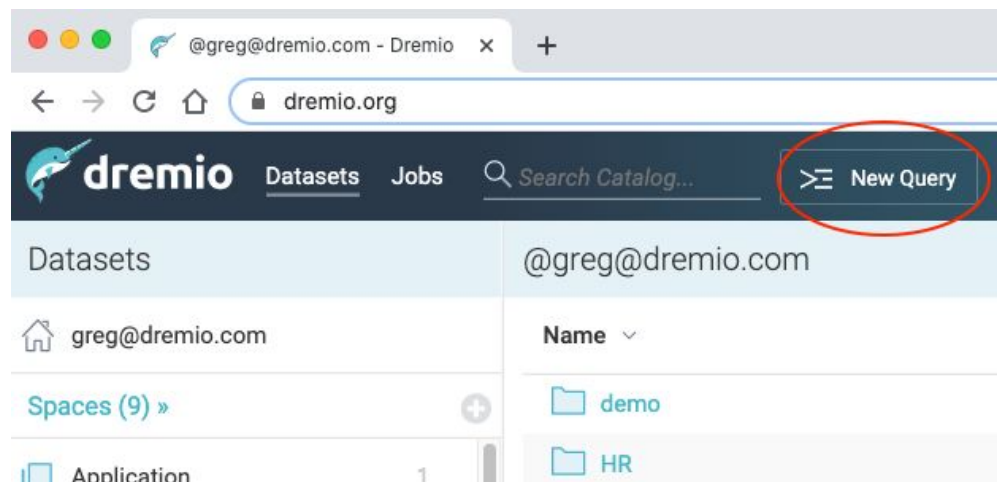 @greg@dremio.com - Dremio
dremio.org
dremio Datasets Jobs Search Catalog... New Query
Datasets @greg@dremio.com
greg@dremio.com Name
Spaces (9) » demo
Application 1 HR